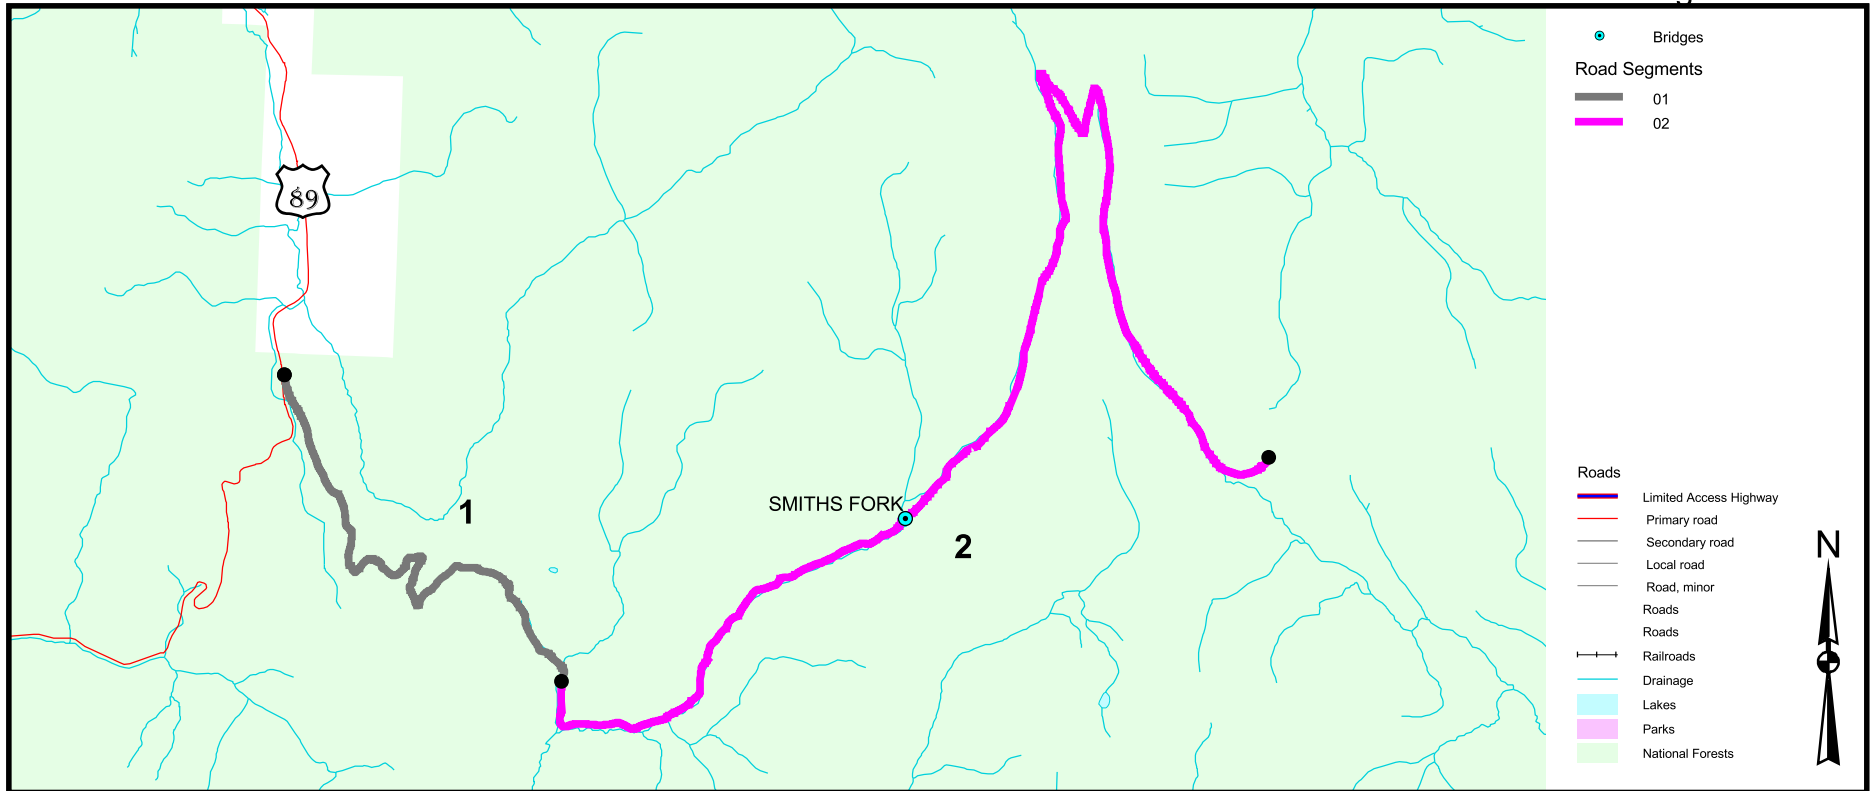 Bridges
Road Segments
01
02
89
1
SMITHS FORK
2
Roads
Limited Access Highway
Primary road
Secondary road
Local road
Road, minor
Roads
Roads
Railroads
Drainage
Lakes
Parks
National Forests
N